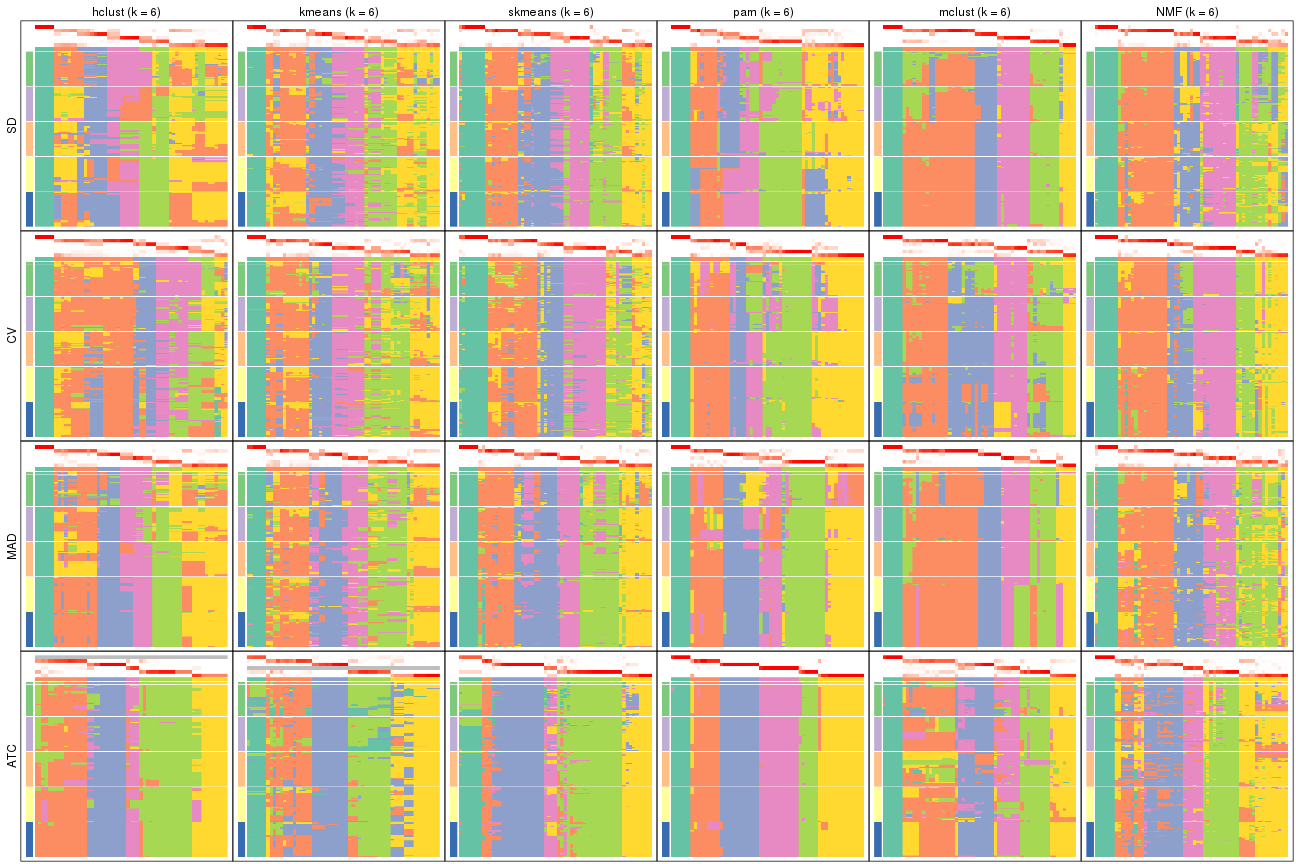 hclust (k = 6)
kmeans (k = 6)
skmeans (k = 6)
pam (k = 6)
mclust (k = 6)
NMF (k = 6)
SD
CV
MAD
ATC